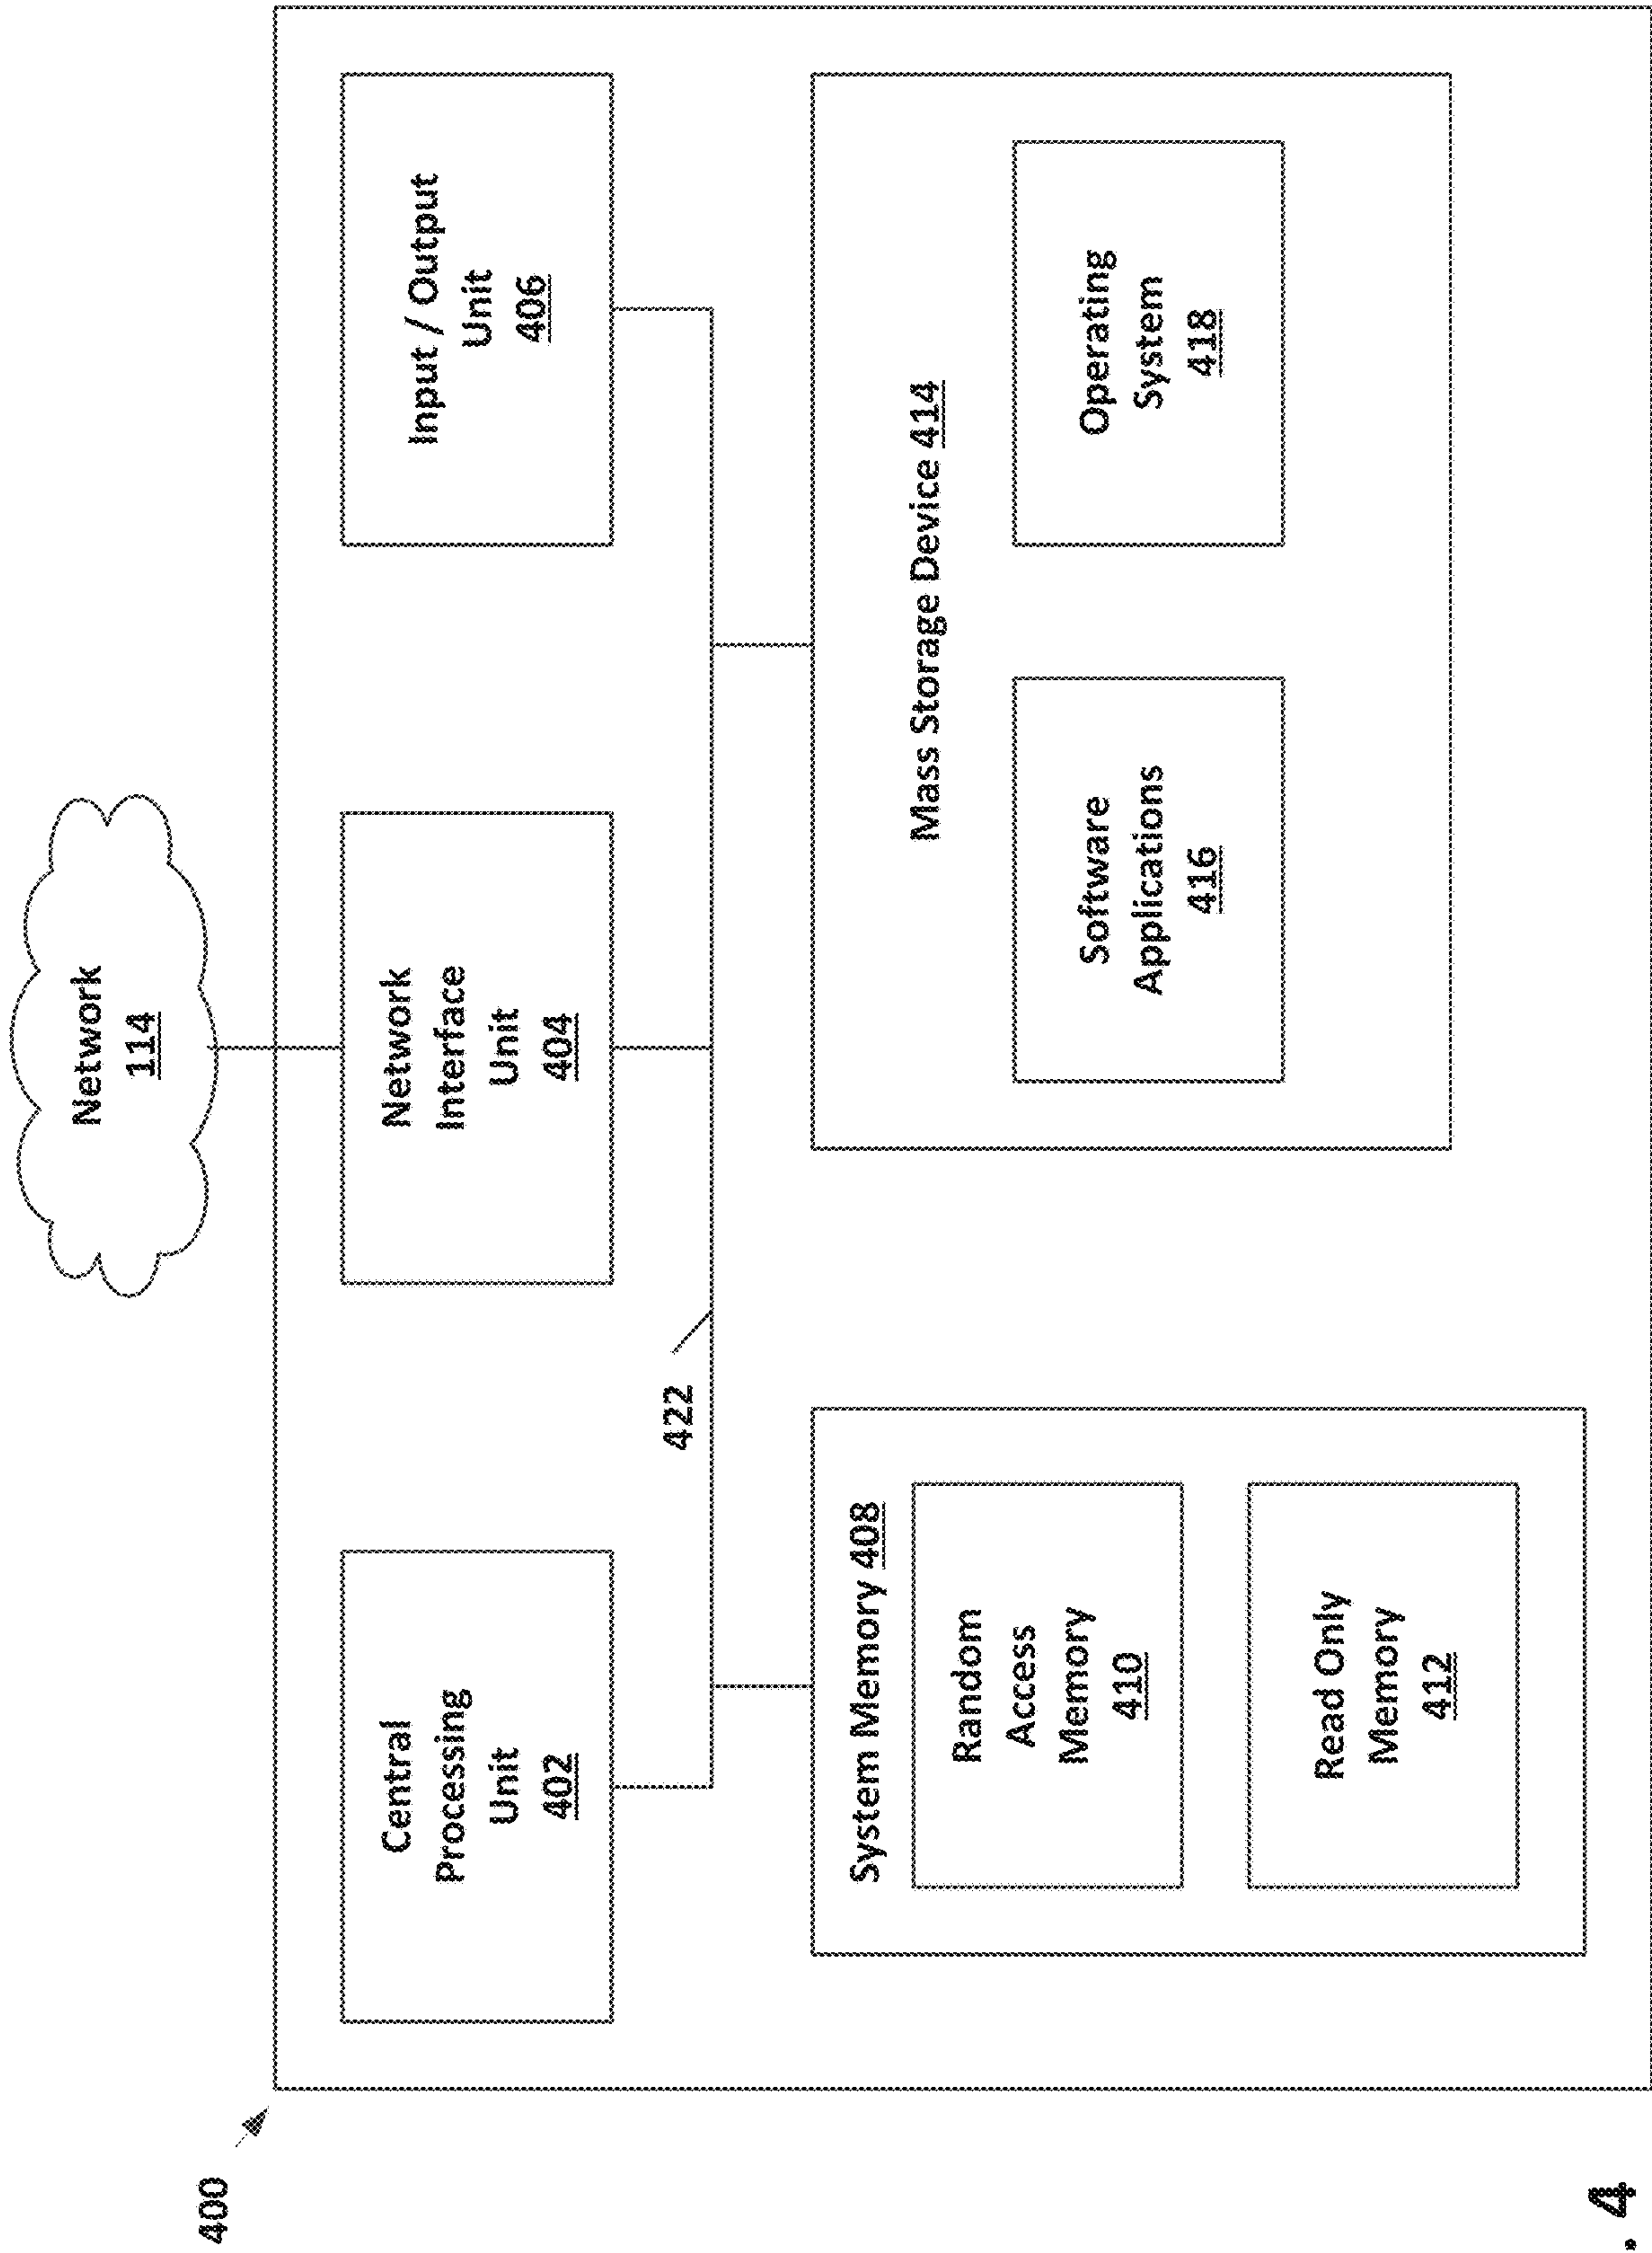 400
Network
114
Central
Processing
Unit
402
Network
Interface
Unit
404
Input / Output
Unit
406
422
System Memory 408
Random
Access
Memory
410
Read Only
Memory
412
Mass Storage Device 414
Software
Applications
416
Operating
System
418
. 4